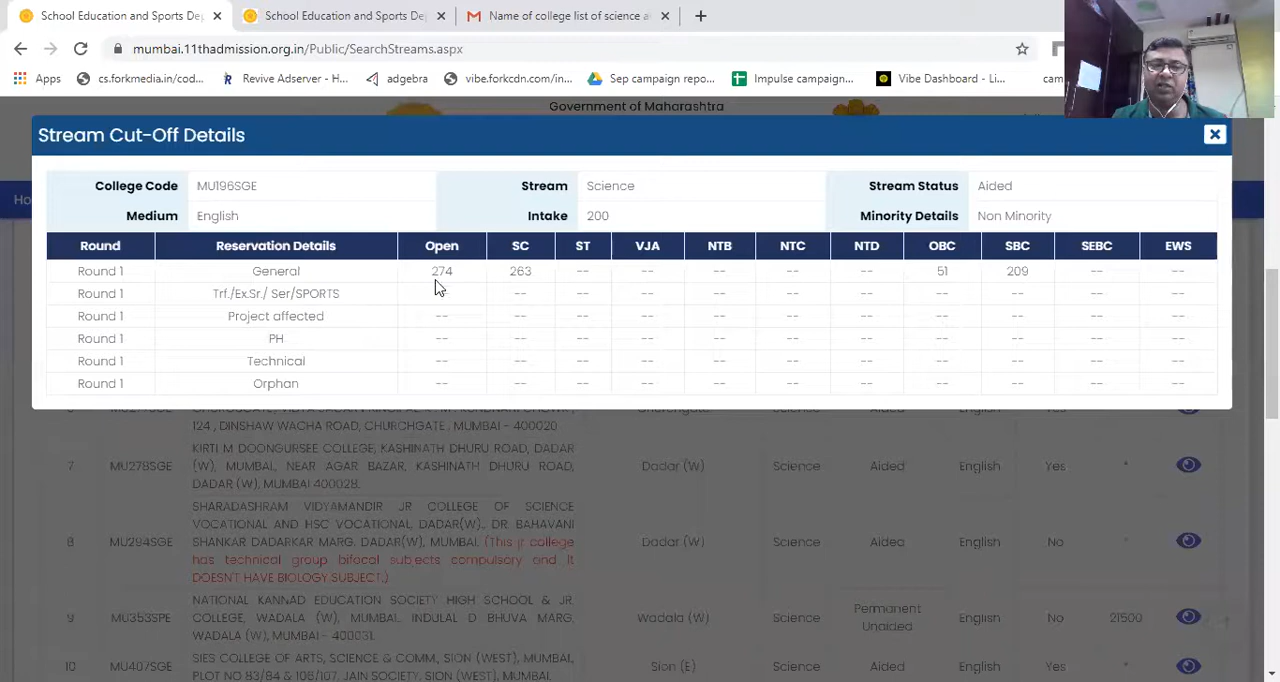 School Education and Sports De
School Education and Sports De
Name of college list of science a
mumbai.11thadmission.org.in/Public/SearchStreams.aspx
Apps cs.forkmedia.in/cod... Revive Adserver - H... adgebra vibe.forkcdn.com/in... Sep campaign repo... Impulse campaign... Vibe Dashboard - Li... cam
Government of Maharashtra
Stream Cut-Off Details
College Code MU196SGE Stream Science Stream Status Aided
Medium English Intake 200 Minority Details Non Minority
Round Reservation Details Open SC ST VJA NTB NTC NTD OBC SBC SEBC EWS
Round 1 General 274 263 -- -- -- -- -- 51 209 -- --
Round 1 Trf./Ex.Sr./ Ser/SPORTS -- -- -- -- -- -- -- -- -- -- --
Round 1 Project affected -- -- -- -- -- -- -- -- -- -- --
Round 1 PH -- -- -- -- -- -- -- -- -- -- --
Round 1 Technical -- -- -- -- -- -- -- -- -- -- --
Round 1 Orphan -- -- -- -- -- -- -- -- -- -- --
Science Aided English Yes
124 , DINSHAW WACHA ROAD, CHURCHGATE , MUMBAI - 400020
KIRTI M DOONGURSEE COLLEGE, KASHINATH DHURU ROAD, DADAR
7 MU278SGE (W), MUMBAI, NEAR AGAR BAZAR, KASHINATH DHURU ROAD, Dadar (W) Science Aided English Yes *
DADAR (W), MUMBAI 400028.
SHARADASHRAM VIDYAMANDIR JR COLLEGE OF SCIENCE
VOCATIONAL AND HSC VOCATIONAL, DADAR(W).. DR. BAHAVANI
8 MU294SGE SHANKAR DADARKAR MARG. DADAR(W), MUMBAI. (This jr college Dadar (W) Science Aided English No *
has technical group bifocal subjects compulsory and it
DOESN'T HAVE BIOLOGY SUBJECT.)
NATIONAL KANNAD EDUCATION SOCIETY HIGH SCHOOL & JR.
9 MU353SPE COLLEGE, WADALA (W), MUMBAI.. INDULAL D BHUVA MARG, Wadala (W) Science Permanent Unaided English No 21500
WADALA (W), MUMBAI - 400031.
SIES COLLEGE OF ARTS, SCIENCE & COMM., SION (WEST), MUMBAI,
10 MU407SGE PLOT NO 83/84 & 106/107, JAIN SOCIETY, SION (WEST), MUMBAI Sion (E) Science Aided English Yes *